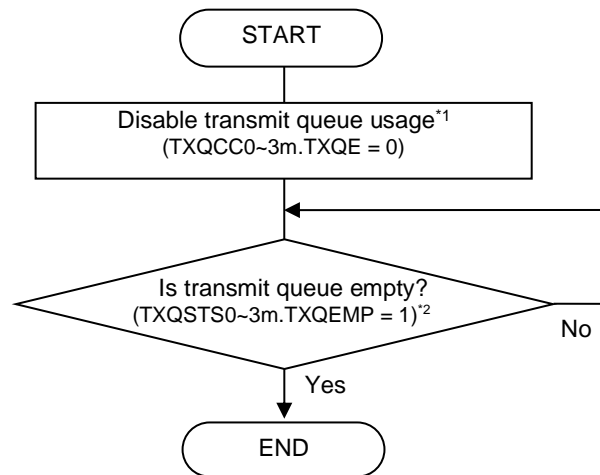 START
Disable transmit queue usage*1
(TXQCC0~3m.TXQE = 0)
Is transmit queue empty?
(TXQSTS0~3m.TXQEMP = 1)*2
No
Yes
END